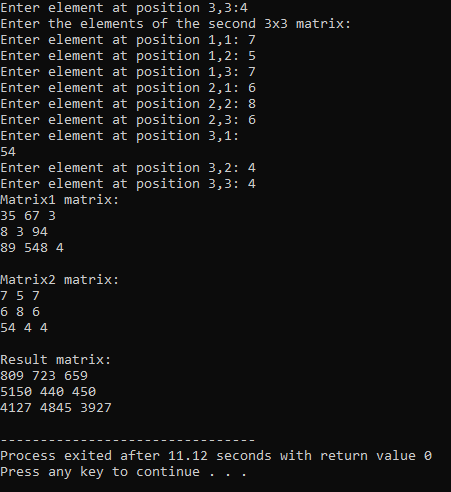 Enter element at position 3,3:4
Enter the elements of the second 3x3 matrix:
Enter element at position 1,1: 7
Enter element at position 1,2: 5
Enter element at position 1,3: 7
Enter element at position 2,1: 6
Enter element at position 2,2: 8
Enter element at position 2,3: 6
Enter element at position 3,1:
54
Enter element at position 3,2: 4
Enter element at position 3,3: 4
Matrix1 matrix:
35 67 3
8 3 94
89 548 4
Matrix2 matrix:
7 5 7
6 8 6
54 4 4
Result matrix:
809 723 659
5150 440 450
4127 4845 3927
--------------------------------
Process exited after 11.12 seconds with return value 0
Press any key to continue . . .